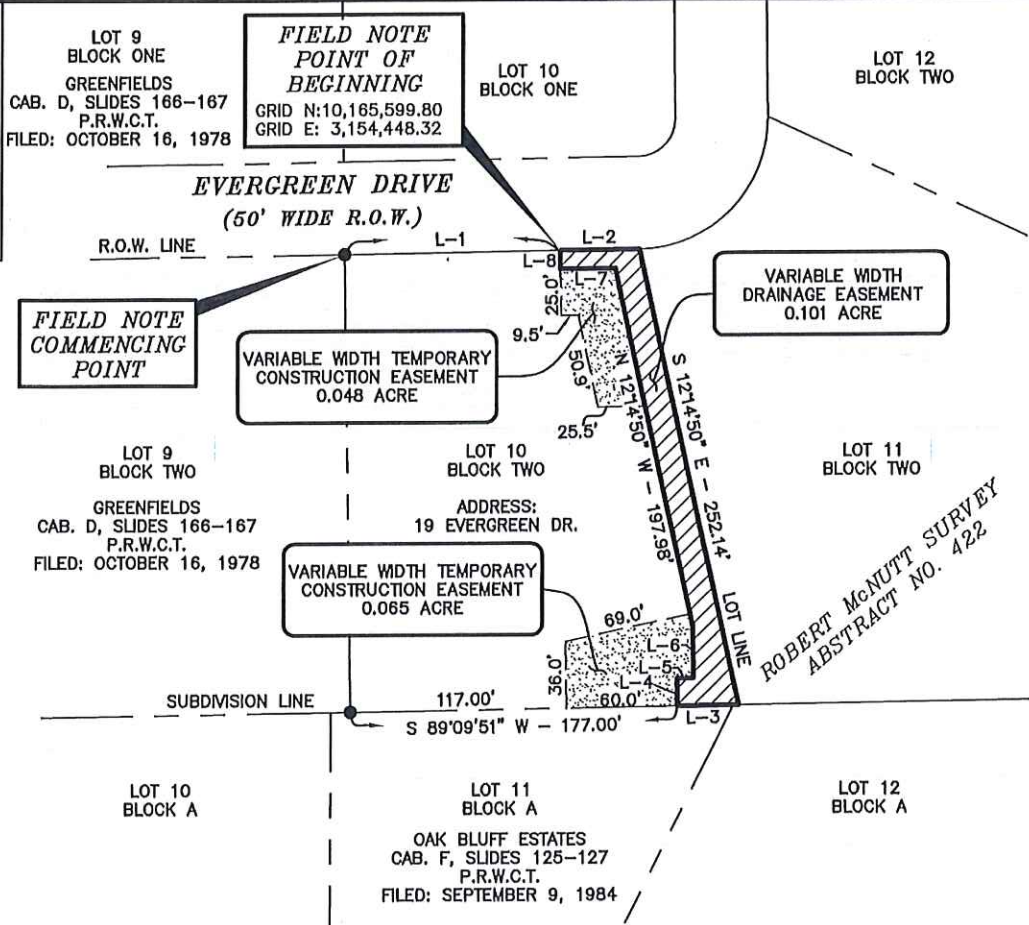 LOT 9
BLOCK ONE
GREENFIELDS
CAB. D, SLIDES 166-167
P.R.W.C.T.
FILED: OCTOBER 16, 1978
FIELD NOTE
POINT OF
BEGINNING
GRID N:10,165,599.80
GRID E: 3,154,448.32
LOT 10
BLOCK ONE
LOT 12
BLOCK TWO
EVERGREEN DRIVE
(50' WIDE R.O.W.)
R.O.W. LINE
L-1
L-2
L-8
L-7
25.0'
9.5'
50.9'
25.5'
FIELD NOTE
COMMENCING
POINT
VARIABLE WIDTH TEMPORARY
CONSTRUCTION EASEMENT
0.048 ACRE
VARIABLE WIDTH
DRAINAGE EASEMENT
0.101 ACRE
N 12°14'50" W - 197.98'
S 12°14'50" E - 252.14'
LOT LINE
LOT 9
BLOCK TWO
GREENFIELDS
CAB. D, SLIDES 166-167
P.R.W.C.T.
FILED: OCTOBER 16, 1978
LOT 10
BLOCK TWO
ADDRESS:
19 EVERGREEN DR.
LOT 11
BLOCK TWO
ROBERT McNUTT SURVEY
ABSTRACT NO. 422
VARIABLE WIDTH TEMPORARY
CONSTRUCTION EASEMENT
0.065 ACRE
69.0'
L-6
L-5
L-4
36.0'
60.0'
L-3
SUBDIVISION LINE
117.00'
S 89°09'51" W - 177.00'
LOT 10
BLOCK A
LOT 11
BLOCK A
OAK BLUFF ESTATES
CAB. F, SLIDES 125-127
P.R.W.C.T.
FILED: SEPTEMBER 9, 1984
LOT 12
BLOCK A